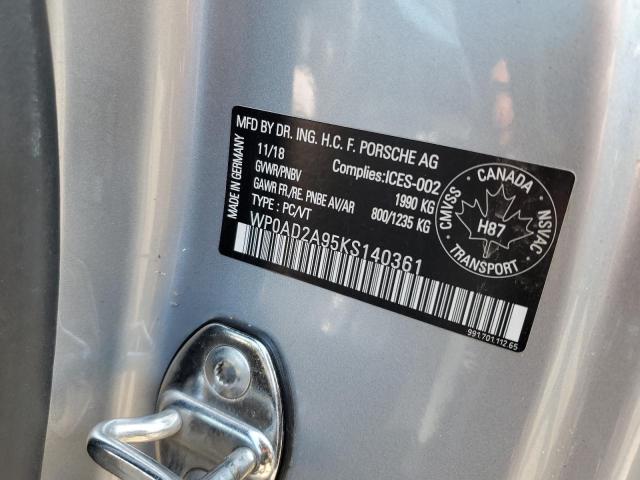 MFD BY DR. ING. H.C. F. PORSCHE AG
MADE IN GERMANY
11/18
Complies:ICES-002
GVWR/PNBV
1990 KG
GAWR FR./RE. PNBE AV/AR
800/1235 KG
TYPE : PC/VT
WP0AD2A95KS140361
CANADA
CMVSS
NSVAC
H87
TRANSPORT
991.701.112.65